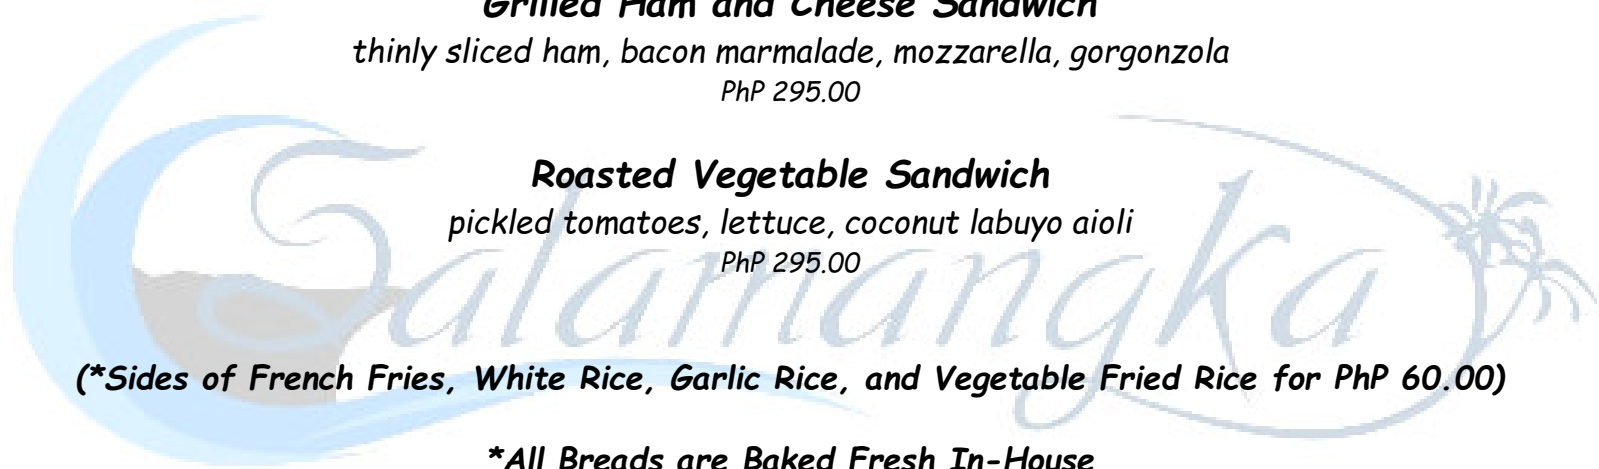 Grilled Ham and Cheese Sandwich
thinly sliced ham, bacon marmalade, mozzarella, gorgonzola
PhP 295.00
Roasted Vegetable Sandwich
pickled tomatoes, lettuce, coconut labuyo aioli
PhP 295.00
Salamangka
(*Sides of French Fries, White Rice, Garlic Rice, and Vegetable Fried Rice for PhP 60.00)
*All Breads are Baked Fresh In-House